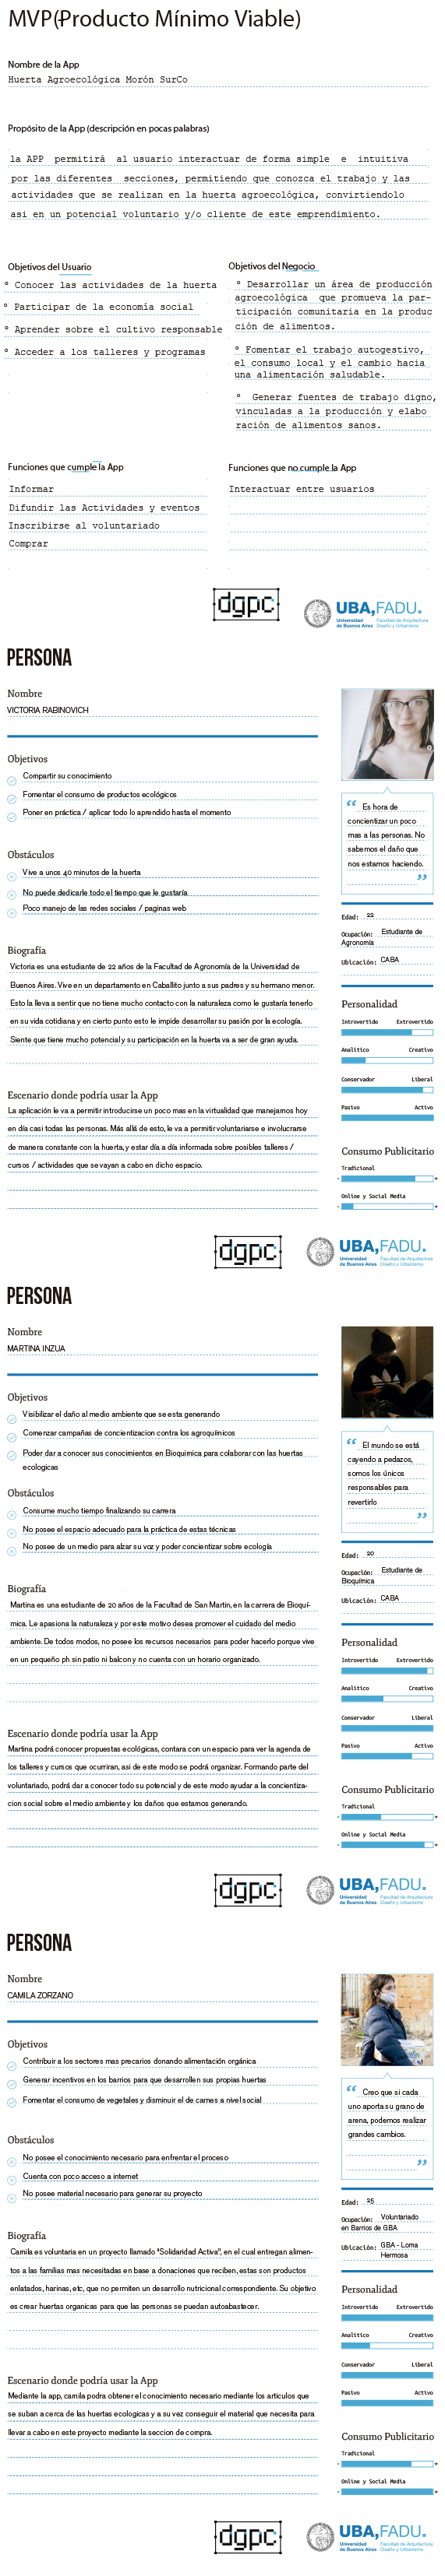 MVP(Producto Mínimo Viable)
Nombre de la App
Huerta Agroecológica Morón SurCo
Propósito de la App (descripción en pocas palabras)
la APP permitirá al usuario interactuar de forma simple e intuitiva
por las diferentes secciones, permitiendo que conozca el trabajo y las
actividades que se realizan en la huerta agroecológica, convirtiendolo
asi en un potencial voluntario y/o cliente de este emprendimiento.
Objetivos del Usuario
° Conocer las actividades de la huerta
° Participar de la economia social
° Aprender sobre el cultivo responsable
° Acceder a los talleres y programas
Objetivos del Negocio
° Desarrollar un área de producción
agroecológica que promueva la par-
ticipación comunitaria en la produc
ción de alimentos.
° Fomentar el trabajo autogestivo,
el consumo local y el cambio hacia
una alimentación saludable.
° Generar fuentes de trabajo digno,
vinculadas a la producción y elabo
ración de alimentos sanos.
Funciones que cumple la App
Informar
Difundir las Actividades y eventos
Inscribirse al voluntariado
Comprar
Funciones que no cumple la App
Interactuar entre usuarios
dgpc
UBA, FADU.
Universidad de Buenos Aires
Facultad de Arquitectura Diseño y Urbanismo
PERSONA
Nombre
VICTORIA RABINOVICH
Objetivos
Compartir su conocimiento
Fomentar el consumo de productos ecológicos
Poner en práctica / aplicar todo lo aprendido hasta el momento
Obstáculos
Vive a unos 40 minutos de la huerta
No puede dedicarle todo el tiempo que le gustaría
Poco manejo de las redes sociales / paginas web
Biografía
Victoria es una estudiante de 22 años de la Facultad de Agronomía de la Universidad de
Buenos Aires. Vive en un departamento en Caballito junto a sus padres y su hermano menor.
Esto la lleva a sentir que no tiene mucho contacto con la naturaleza como le gustaría tenerlo
en su vida cotidiana y en cierto punto esto le impide desarrollar su pasión por la ecología.
Siente que tiene mucho potencial y su participación en la huerta va a ser de gran ayuda.
Escenario donde podría usar la App
La aplicación le va a permitir introducirse un poco mas en la virtualidad que manejamos hoy
en día casi todas las personas. Más allá de esto, le va a permitir voluntariarse e involucrarse
de manera constante con la huerta, y estar día a día informada sobre posibles talleres /
cursos / actividades que se vayan a cabo en dicho espacio.
“ Es hora de
concientizar un poco
mas a las personas. No
sabemos el daño que
nos estamos haciendo.
”
Edad: 22
Ocupación: Estudiante de
Agronomía
Ubicación: CABA
Personalidad
Introvertido Extrovertido
Analítico Creativo
Conservador Liberal
Pasivo Activo
Consumo Publicitario
Tradicional
- +
Online y Social Media
- +
dgpc
UBA, FADU.
Universidad de Buenos Aires
Facultad de Arquitectura Diseño y Urbanismo
PERSONA
Nombre
MARTINA INZUA
Objetivos
Visibilizar el daño al medio ambiente que se esta generando
Comenzar campañas de concientizacion contra los agroquímicos
Poder dar a conocer sus conocimientos en Bioquímica para colaborar con las huertas
ecologicas
Obstáculos
Consume mucho tiempo finalizando su carrera
No posee el espacio adecuado para la práctica de estas técnicas
No posee de un medio para alzar su voz y poder concientizar sobre ecología
Biografía
Martina es una estudiante de 20 años de la Facultad de San Martin, en la carrera de Bioquí-
mica. Le apasiona la naturaleza y por este motivo desea promover el cuidado del medio
ambiente. De todos modos, no posee los recursos necesarios para poder hacerlo porque vive
en un pequeño ph sin patio ni balcon y no cuenta con un horario organizado.
Escenario donde podría usar la App
Martina podrá conocer propuestas ecológicas, contara con un espacio para ver la agenda de
los talleres y cursos que ocurriran, asi de este modo se podrá organizar. Formando parte del
voluntariado, podrá dar a conocer todo su potencial y de este modo ayudar a la concientiza-
cion social sobre el medio ambiente y los daños que estamos generando.
“ El mundo se está
cayendo a pedazos,
somos los únicos
responsables para
revertirlo
”
Edad: 20
Ocupación: Estudiante de
Bioquímica
Ubicación: CABA
Personalidad
Introvertido Extrovertido
Analítico Creativo
Conservador Liberal
Pasivo Activo
Consumo Publicitario
Tradicional
- +
Online y Social Media
- +
dgpc
UBA, FADU.
Universidad de Buenos Aires
Facultad de Arquitectura Diseño y Urbanismo
PERSONA
Nombre
CAMILA ZORZANO
Objetivos
Contribuir a los sectores mas precarios donando alimentación orgánica
Generar incentivos en los barrios para que desarrollen sus propias huertas
Fomentar el consumo de vegetales y disminuir el de carnes a nivel social
Obstáculos
No posee el conocimiento necesario para enfrentar el proceso
Cuenta con poco acceso a internet
No posee material necesario para generar su proyecto
Biografía
Camila es voluntaria en un proyecto llamado "Solidaridad Activa", en el cual entregan alimen-
tos a las familias mas necesitadas en base a donaciones que reciben, estas son productos
enlatados, harinas, etc, que no permiten un desarrollo nutricional correspondiente. Su objetivo
es crear huertas organicas para que las personas se puedan autoabastecer.
Escenario donde podría usar la App
Mediante la app, camila podra obtener el conocimiento necesario mediante los articulos que
se suban acerca de las huertas ecologicas y a su vez conseguir el material que necesita para
llevar a cabo en este proyecto mediante la seccion de compra.
“ Creo que si cada
uno aporta su grano de
arena, podemos realizar
grandes cambios.
”
Edad: 25
Ocupación: Voluntariado
en Barrios de GBA
Ubicación: GBA - Loma
Hermosa
Personalidad
Introvertido Extrovertido
Analítico Creativo
Conservador Liberal
Pasivo Activo
Consumo Publicitario
Tradicional
- +
Online y Social Media
- +
dgpc
UBA, FADU.
Universidad de Buenos Aires
Facultad de Arquitectura Diseño y Urbanismo